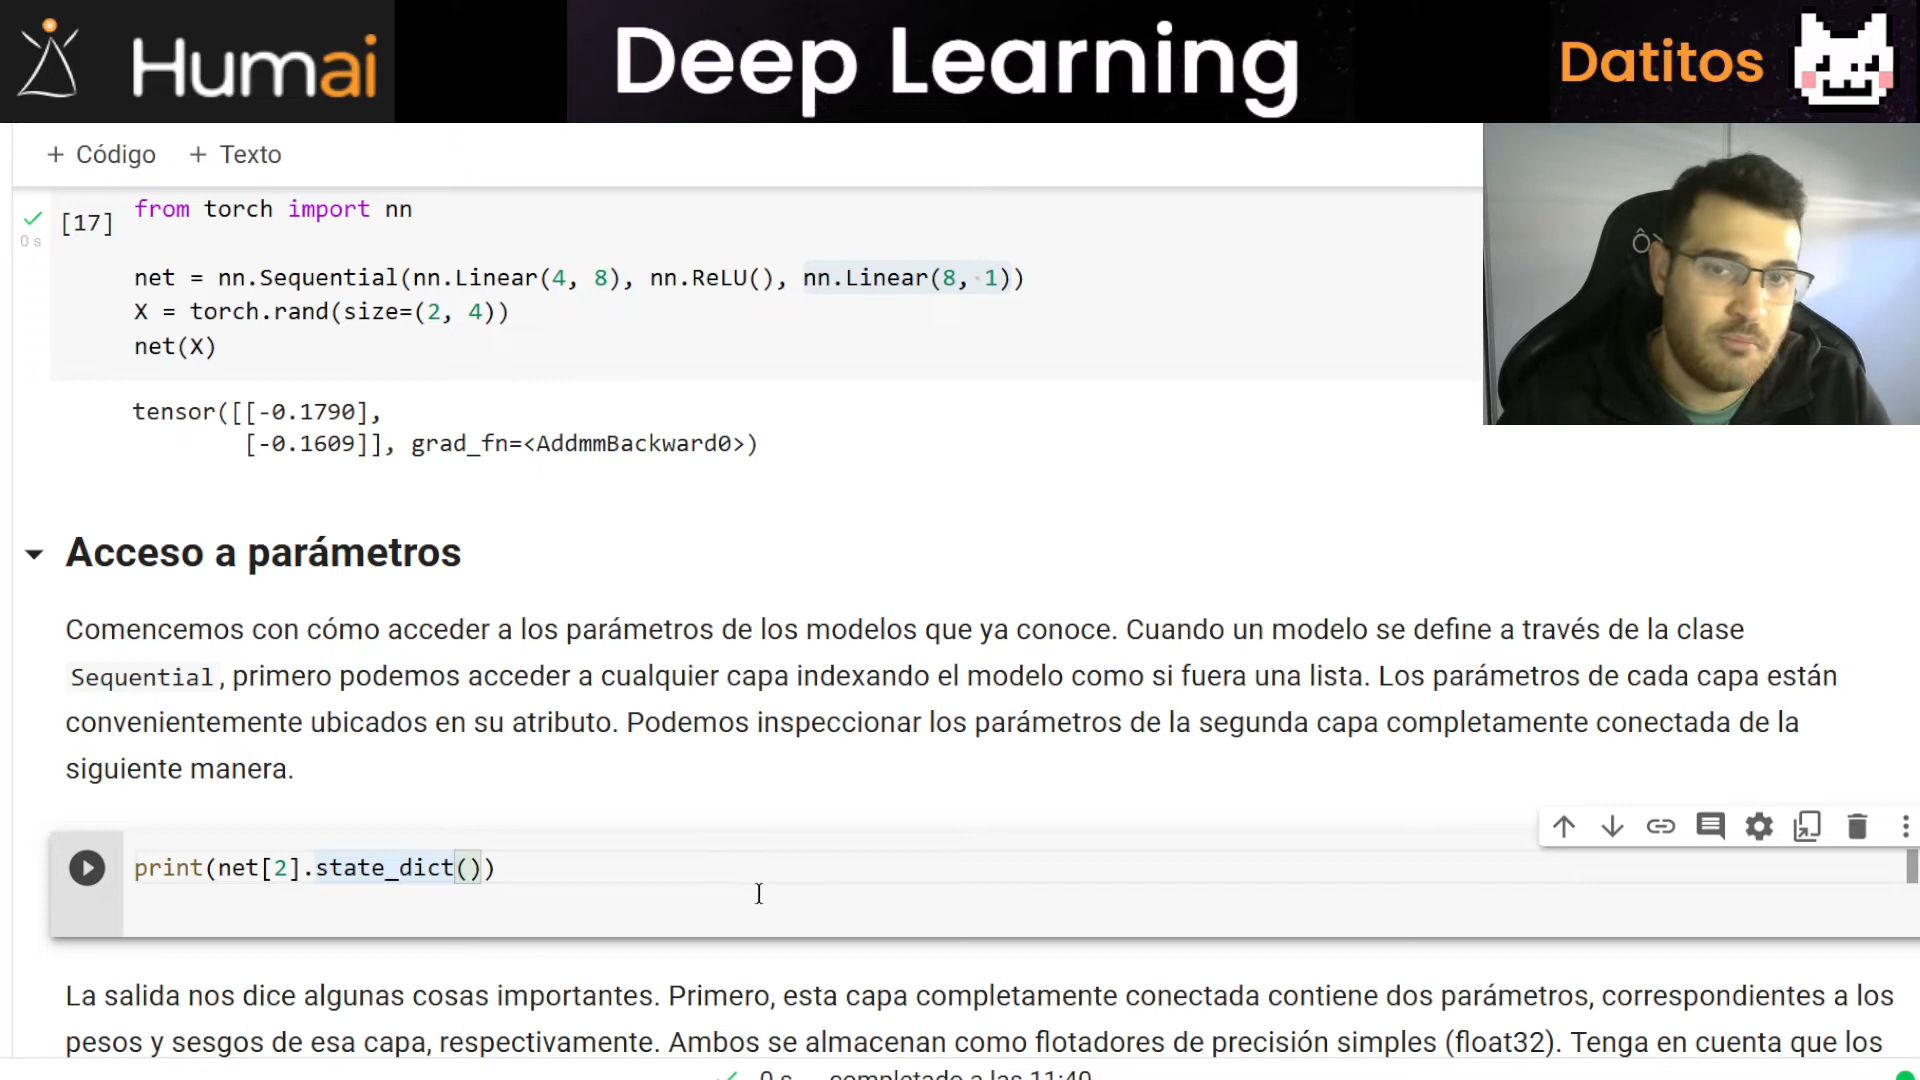 Humai
Deep Learning
Datitos
+ Código + Texto
[17]
0 s
from torch import nn
net = nn.Sequential(nn.Linear(4, 8), nn.ReLU(), nn.Linear(8, 1))
X = torch.rand(size=(2, 4))
net(X)
tensor([[-0.1790],
[-0.1609]], grad_fn=<AddmmBackward0>)
Acceso a parámetros
Comencemos con cómo acceder a los parámetros de los modelos que ya conoce. Cuando un modelo se define a través de la clase
Sequential, primero podemos acceder a cualquier capa indexando el modelo como si fuera una lista. Los parámetros de cada capa están
convenientemente ubicados en su atributo. Podemos inspeccionar los parámetros de la segunda capa completamente conectada de la
siguiente manera.
print(net[2].state_dict())
La salida nos dice algunas cosas importantes. Primero, esta capa completamente conectada contiene dos parámetros, correspondientes a los
pesos y sesgos de esa capa, respectivamente. Ambos se almacenan como flotadores de precisión simples (float32). Tenga en cuenta que los
0 s completado a las 11:40